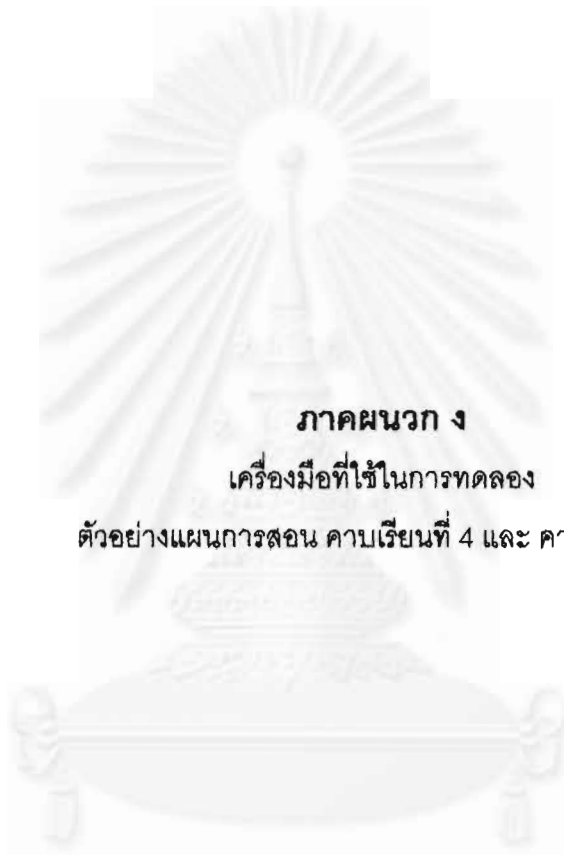 ภาคผนวก ง
เครื่องมือที่ใช้ในการทดลอง
ตัวอย่างแผนการสอน คาบเรียนที่ 4 และ